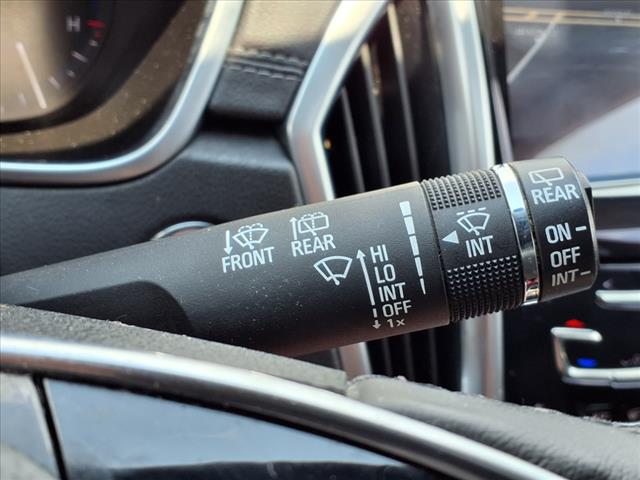 H
FRONT
REAR
HI
LO
INT
OFF
1x
INT
REAR
ON
OFF
INT